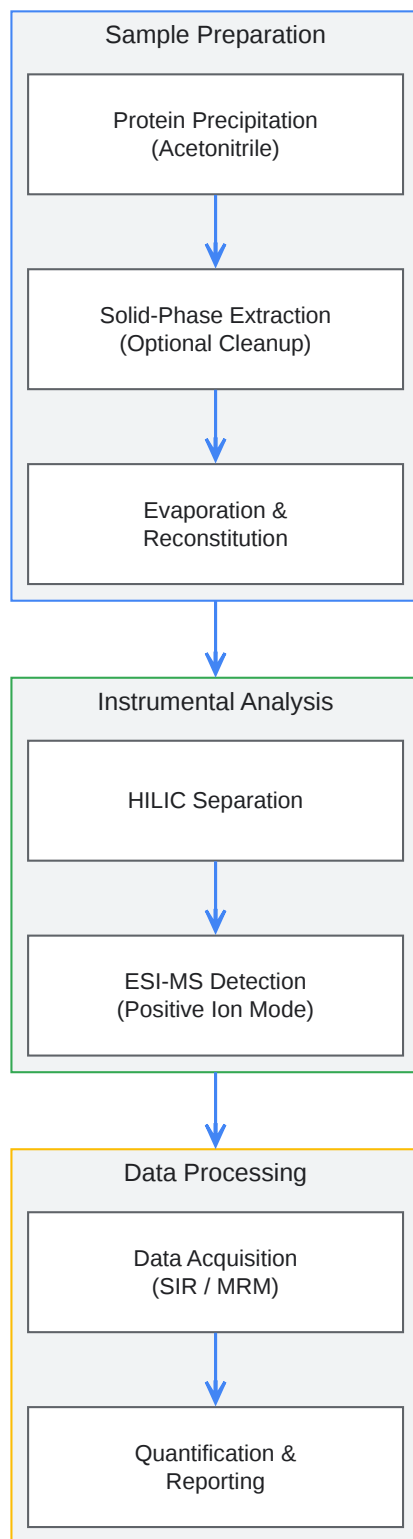 Sample Preparation
Protein Precipitation
(Acetonitrile)
Solid-Phase Extraction
(Optional Cleanup)
Evaporation &
Reconstitution
Instrumental Analysis
HILIC Separation
ESI-MS Detection
(Positive Ion Mode)
Data Processing
Data Acquisition
(SIR / MRM)
Quantification &
Reporting